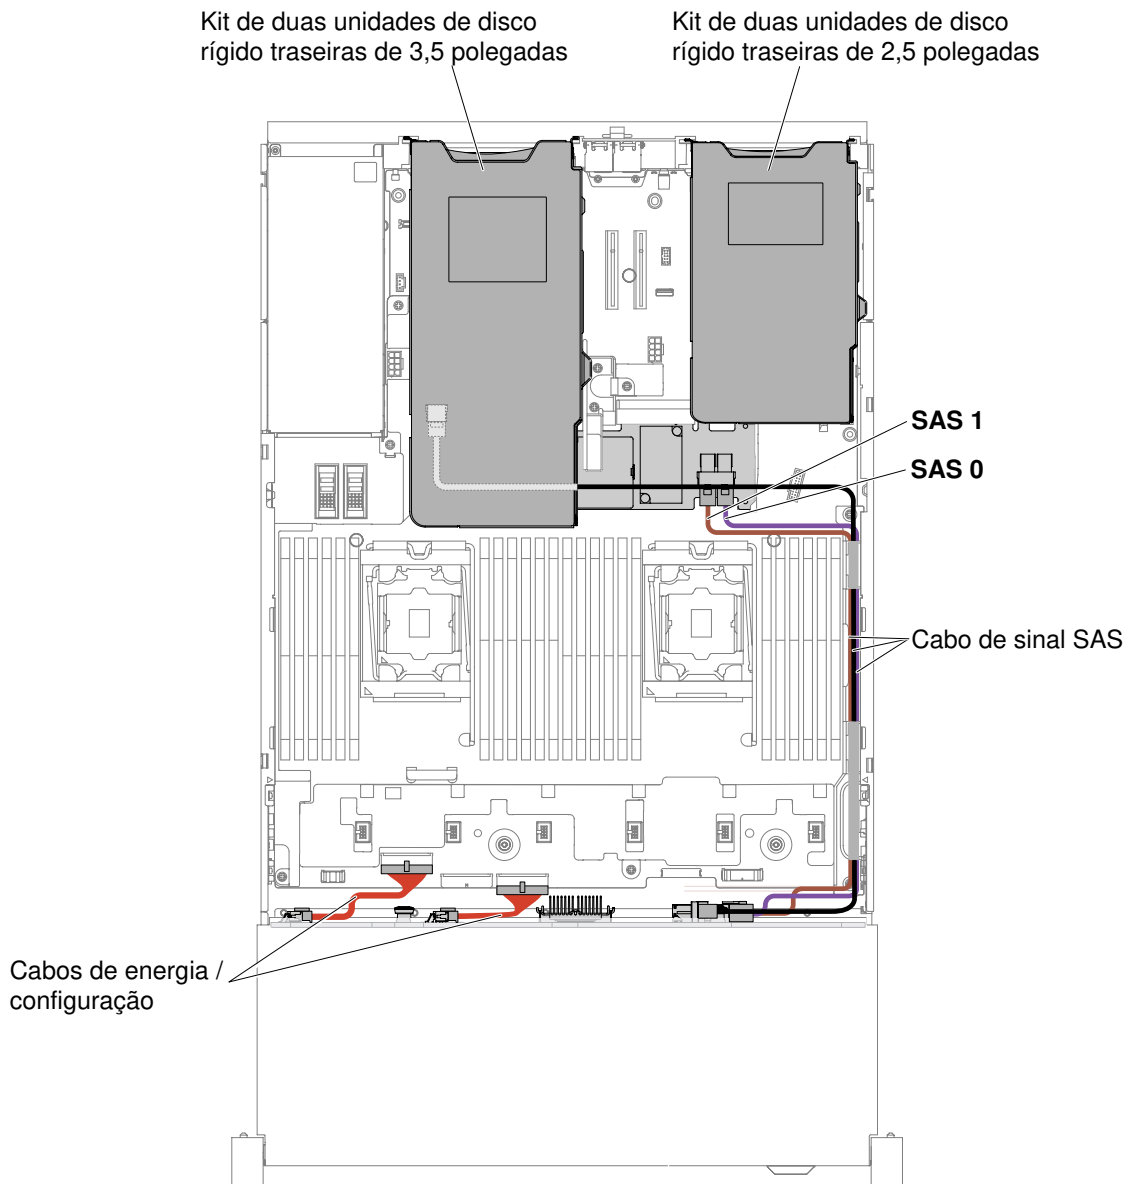 Kit de duas unidades de disco
rígido traseiras de 3,5 polegadas
Kit de duas unidades de disco
rígido traseiras de 2,5 polegadas
SAS 1
SAS 0
Cabo de sinal SAS
Cabos de energia /
configuração